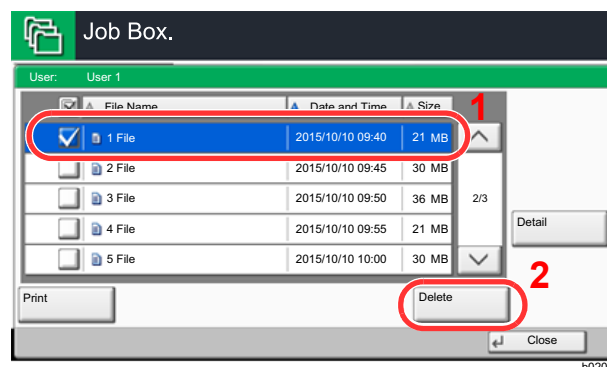 Job Box.
User: User 1
File Name Date and Time Size 1
1 File 2015/10/10 09:40 21 MB
2 File 2015/10/10 09:45 30 MB
3 File 2015/10/10 09:50 36 MB 2/3
4 File 2015/10/10 09:55 21 MB Detail
5 File 2015/10/10 10:00 30 MB
2
Print Delete
Close